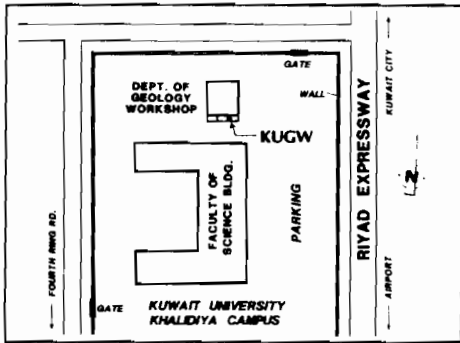 GATE
DEPT. OF
GEOLOGY
WORKSHOP
WALL
KUGW
FACULTY OF
SCIENCE BLDG.
PARKING
RIYAD EXPRESSWAY
KUWAIT CITY
AIRPORT
FOURTH RING RD.
GATE
KUWAIT UNIVERSITY
KHALIDIYA CAMPUS